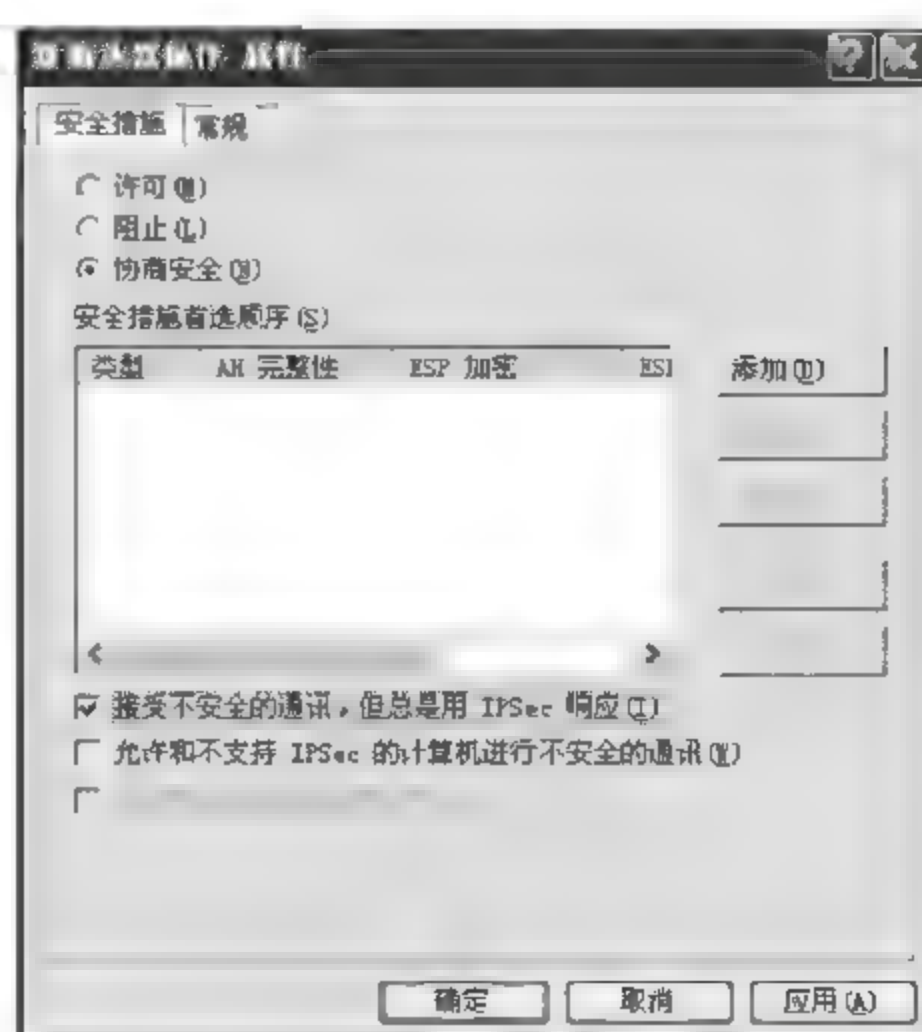 安全措施 常规
许可(M)
阻止(L)
协商安全(N)
安全措施首选顺序(S)
类型 AH 完整性 ESP 加密 ESI
添加(D)
接受不安全的通讯，但总是用 IPSec 响应(I)
允许和不支持 IPSec 的计算机进行不安全的通讯(W)
确定 取消 应用(A)